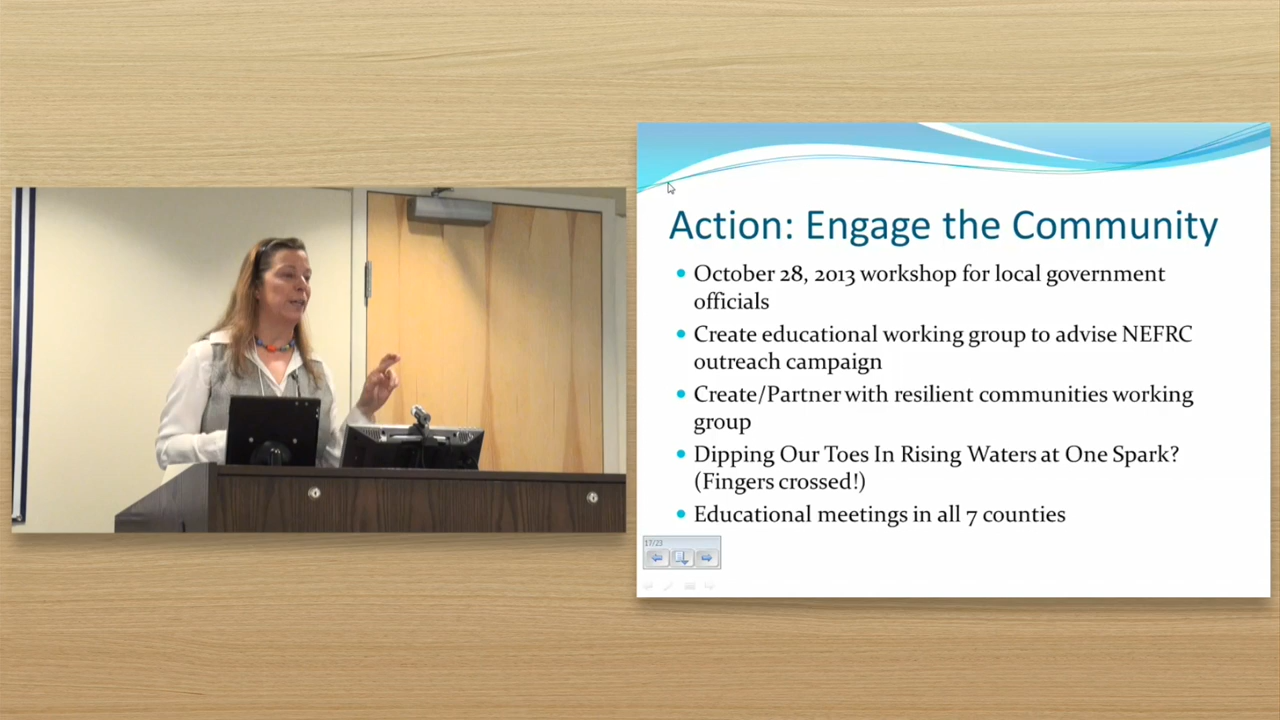 Action: Engage the Community
October 28, 2013 workshop for local government
officials
Create educational working group to advise NEFRC
outreach campaign
Create/Partner with resilient communities working
group
Dipping Our Toes In Rising Waters at One Spark?
(Fingers crossed!)
Educational meetings in all 7 counties
17/23